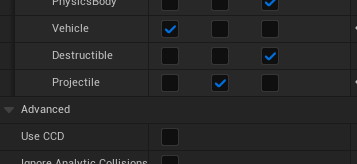 PhysicsBody
Vehicle
Destructible
Projectile
Advanced
Use CCD
Ignore Analytic Collisions